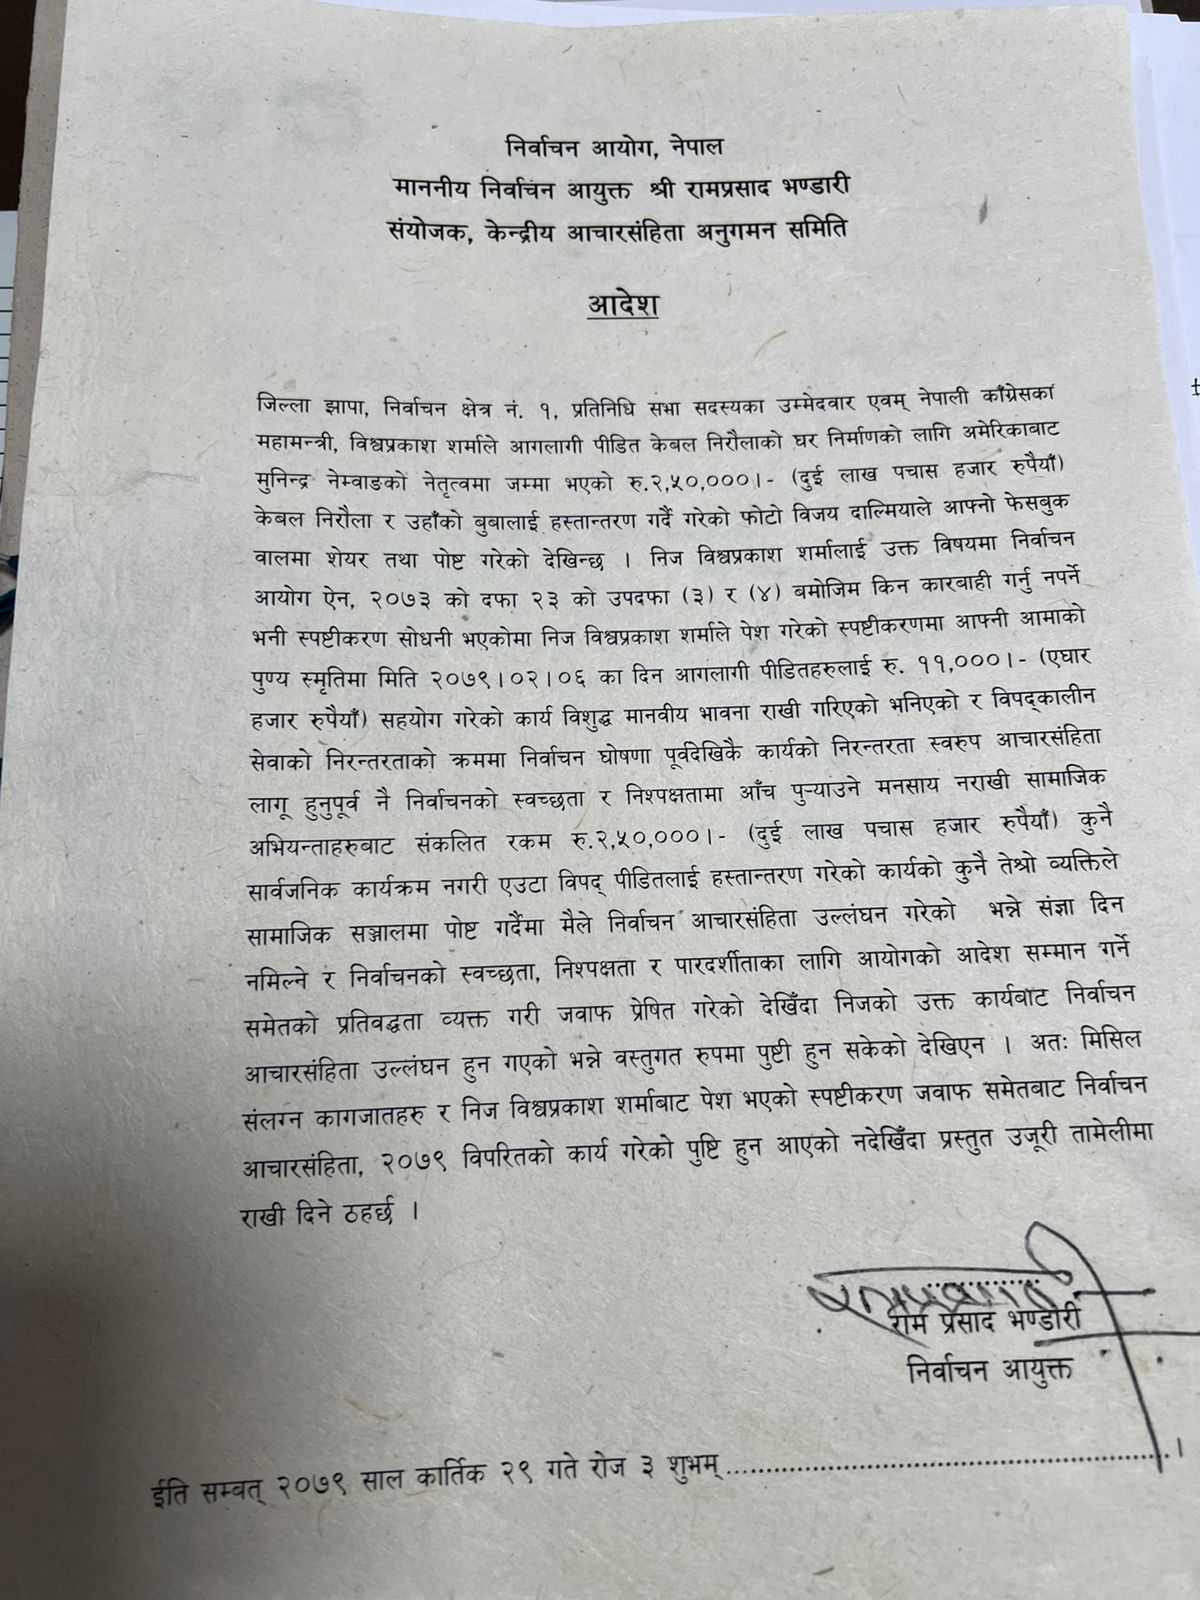 निर्वाचन आयोग, नेपाल
माननीय निर्वाचन आयुक्त श्री रामप्रसाद भण्डारी
संयोजक, केन्द्रीय आचारसंहिता अनुगमन समिति
आदेश
जिल्ला झापा, निर्वाचन क्षेत्र नं. १, प्रतिनिधि सभा सदस्यका उम्मेदवार एवम् नेपाली काँग्रेसका
महामन्त्री, विश्वप्रकाश शर्माले आगलागी पीडित केबल निरौलाको घर निर्माणको लागि अमेरिकाबाट
मुनिन्द्र नेम्वाङको नेतृत्वमा जम्मा भएको रु.२,५०,०००।- (दुई लाख पचास हजार रुपैयाँ)
केबल निरौला र उहाँको बुबालाई हस्तान्तरण गर्दै गरेको फोटो विजय दाल्मियाले आफ्नो फेसबुक
वालमा शेयर तथा पोष्ट गरेको देखिन्छ । निज विश्वप्रकाश शर्मालाई उक्त विषयमा निर्वाचन
आयोग ऐन, २०७३ को दफा २३ को उपदफा (३) र (४) बमोजिम किन कारबाही गर्नु नपर्ने
भनी स्पष्टीकरण सोधनी भएकोमा निज विश्वप्रकाश शर्माले पेश गरेको स्पष्टीकरणमा आफ्नी आमाको
पुण्य स्मृतिमा मिति २०७९।०२।०६ का दिन आगलागी पीडितहरुलाई रु. ११,०००।- (एघार
हजार रुपैयाँ) सहयोग गरेको कार्य विशुद्ध मानवीय भावना राखी गरिएको भनिएको र विपद्कालीन
सेवाको निरन्तरताको क्रममा निर्वाचन घोषणा पूर्वदेखिकै कार्यको निरन्तरता स्वरुप आचारसंहिता
लागू हुनुपूर्व नै निर्वाचनको स्वच्छता र निश्पक्षतामा आँच पुऱ्याउने मनसाय नराखी सामाजिक
अभियन्ताहरुबाट संकलित रकम रु.२,५०,०००।- (दुई लाख पचास हजार रुपैयाँ) कुनै
सार्वजनिक कार्यक्रम नगरी एउटा विपद् पीडितलाई हस्तान्तरण गरेको कार्यको कुनै तेश्रो व्यक्तिले
सामाजिक सञ्जालमा पोष्ट गर्दैमा मैले निर्वाचन आचारसंहिता उल्लंघन गरेको भन्ने संज्ञा दिन
नमिल्ने र निर्वाचनको स्वच्छता, निश्पक्षता र पारदर्शीताका लागि आयोगको आदेश सम्मान गर्ने
समेतको प्रतिवद्धता व्यक्त गरी जवाफ प्रेषित गरेको देखिँदा निजको उक्त कार्यबाट निर्वाचन
आचारसंहिता उल्लंघन हुन गएको भन्ने वस्तुगत रुपमा पुष्टी हुन सकेको देखिएन । अतः मिसिल
संलग्न कागजातहरु र निज विश्वप्रकाश शर्माबाट पेश भएको स्पष्टीकरण जवाफ समेतबाट निर्वाचन
आचारसंहिता, २०७९ विपरितको कार्य गरेको पुष्टि हुन आएको नदेखिँदा प्रस्तुत उजूरी तामेलीमा
राखी दिने ठहर्छ ।
राम प्रसाद भण्डारी
निर्वाचन आयुक्त
ईति सम्वत् २०७९ साल कार्तिक २९ गते रोज ३ शुभम् ..........................................................।